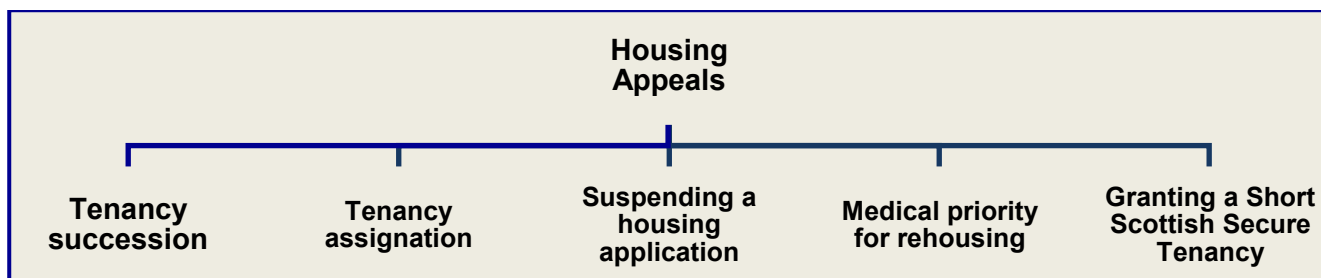 Housing
Appeals
Tenancy
succession
Tenancy
assignation
Suspending a
housing
application
Medical priority
for rehousing
Granting a Short
Scottish Secure
Tenancy